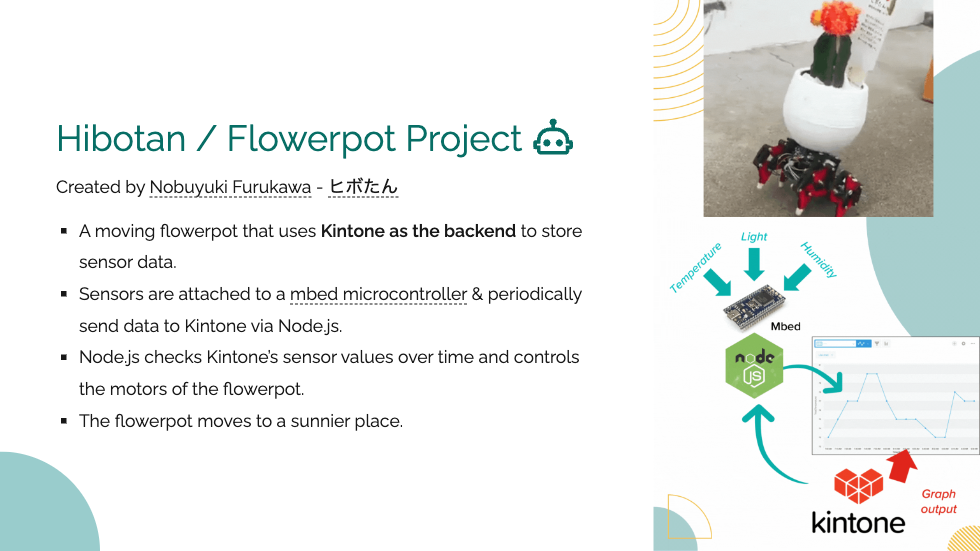 Hibotan / Flowerpot Project
Created by Nobuyuki Furukawa - ヒボたん
▪ A moving flowerpot that uses Kintone as the backend to store
sensor data.
▪ Sensors are attached to a mbed microcontroller & periodically
send data to Kintone via Node.js.
▪ Node.js checks Kintone's sensor values over time and controls
the motors of the flowerpot.
▪ The flowerpot moves to a sunnier place.
Temperature
Light
Humidity
Mbed
node
JS
Graph
output
kintone